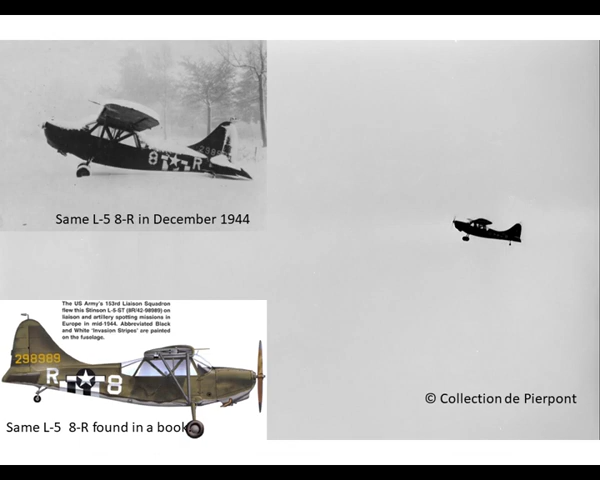 8 R
Same L-5 8-R in December 1944
The US Army's 153rd Liaison Squadron
flew this Stinson L-5-ST (8R/42-98989) on
liaison and artillery spotting missions in
Europe in mid-1944. Abbreviated Black
and White 'Invasion Stripes' are painted
on the fuselage.
298989
R 8
Same L-5  8-R found in a book
© Collection de Pierpont